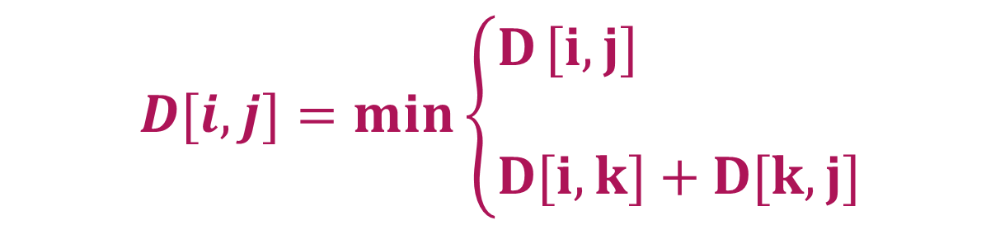 D [i, j]
D[i, j] = min {
D[i, k] + D[k, j]